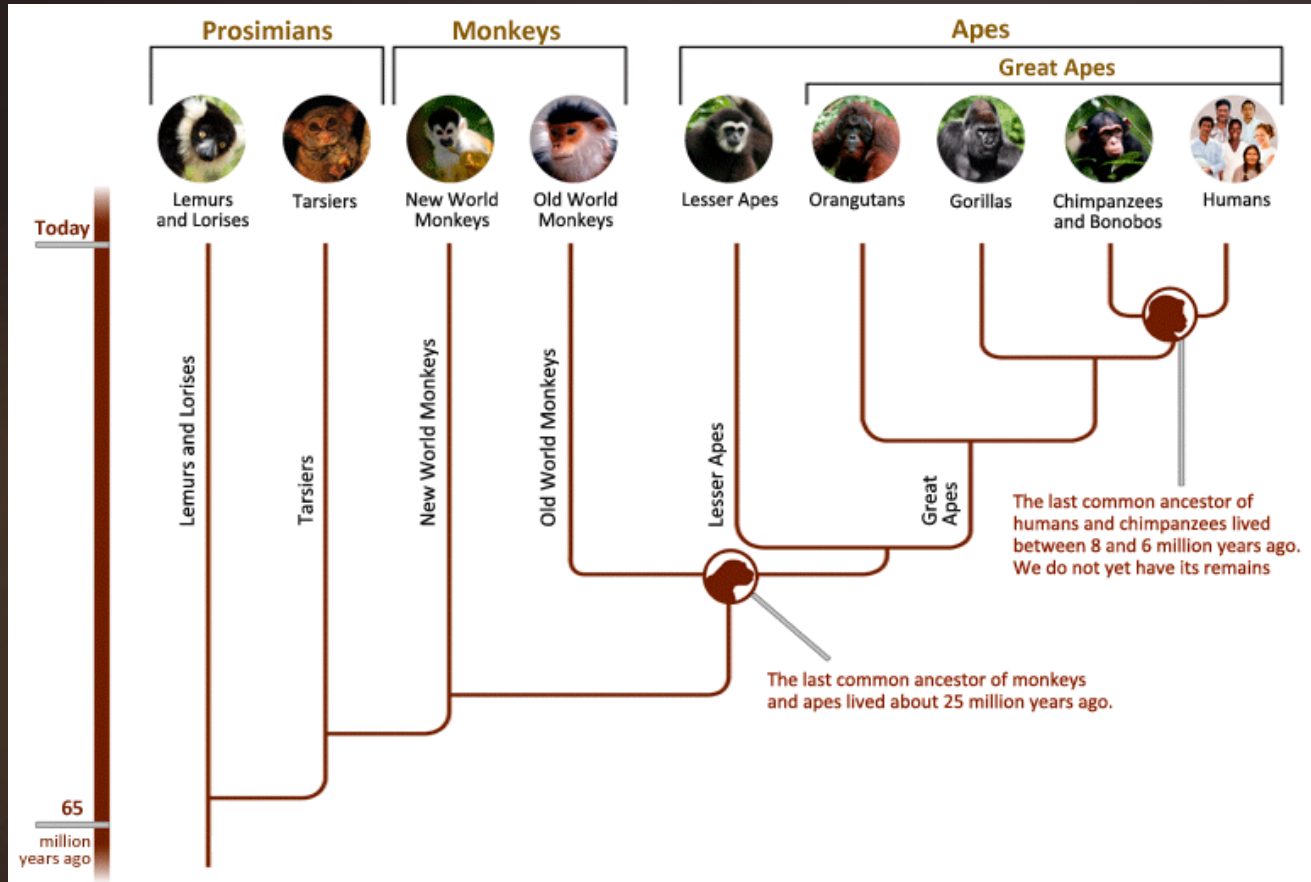 Prosimians
Monkeys
Apes
Great Apes
Lemurs
and Lorises
Tarsiers
New World
Monkeys
Old World
Monkeys
Lesser Apes
Orangutans
Gorillas
Chimpanzees
and Bonobos
Humans
Today
Lemurs and Lorises
Tarsiers
New World Monkeys
Old World Monkeys
Lesser Apes
Great
Apes
The last common ancestor of
humans and chimpanzees lived
between 8 and 6 million years ago.
We do not yet have its remains
The last common ancestor of monkeys
and apes lived about 25 million years ago.
65
million
years ago